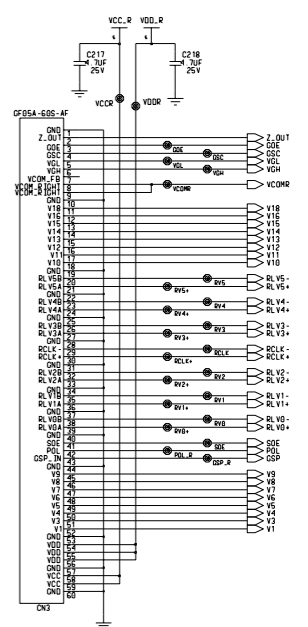 VCC_R VDD_R
C217 4.7UF 25V
C218 4.7UF 25V
VCCR VDDR
GF05A-60S-AF
GND 1
Z_OUT 2 Z_OUT
GOE 3 GOE GOE
GSC 4 GSC GSC
VGL 5 VGL VGL
VGH 6 VGH VGH
VCOM_FB 7
VCOM_RIGHT 8 VCOMR VCOMR
VCOM_RIGHT 9
GND 10
V18 11 V18
V16 12 V16
V15 13 V15
V14 14 V14
V13 15 V13
V12 16 V12
V11 17 V11
V10 18 V10
GND 19
RLV5B 20 RV5 RLV5-
RLV5A 21 RV5+ RLV5+
GND 22
RLV4B 23 RV4 RLV4-
RLV4A 24 RV4+ RLV4+
GND 25
RLV3B 26 RV3 RLV3-
RLV3A 27 RV3+ RLV3+
GND 28
RCLK- 29 RCLK RCLK-
RCLK+ 30 RCLK+ RCLK+
GND 31
RLV2B 32 RV2 RLV2-
RLV2A 33 RV2+ RLV2+
GND 34
RLV1B 35 RV1 RLV1-
RLV1A 36 RV1+ RLV1+
GND 37
RLV0B 38 RV0 RLV0-
RLV0A 39 RV0+ RLV0+
GND 40
SOE 41 SOE SOE
POL 42 POL_R POL
GSP_IN 43 GSP_R GSP
GND 44
V9 45 V9
V8 46 V8
V7 47 V7
V6 48 V6
V5 49 V5
V4 50 V4
V3 51 V3
V1 52 V1
GND 53
VDD 54
VDD 55
VDD 56
GND 57
VCC 58
VCC 59
GND 60
CN3